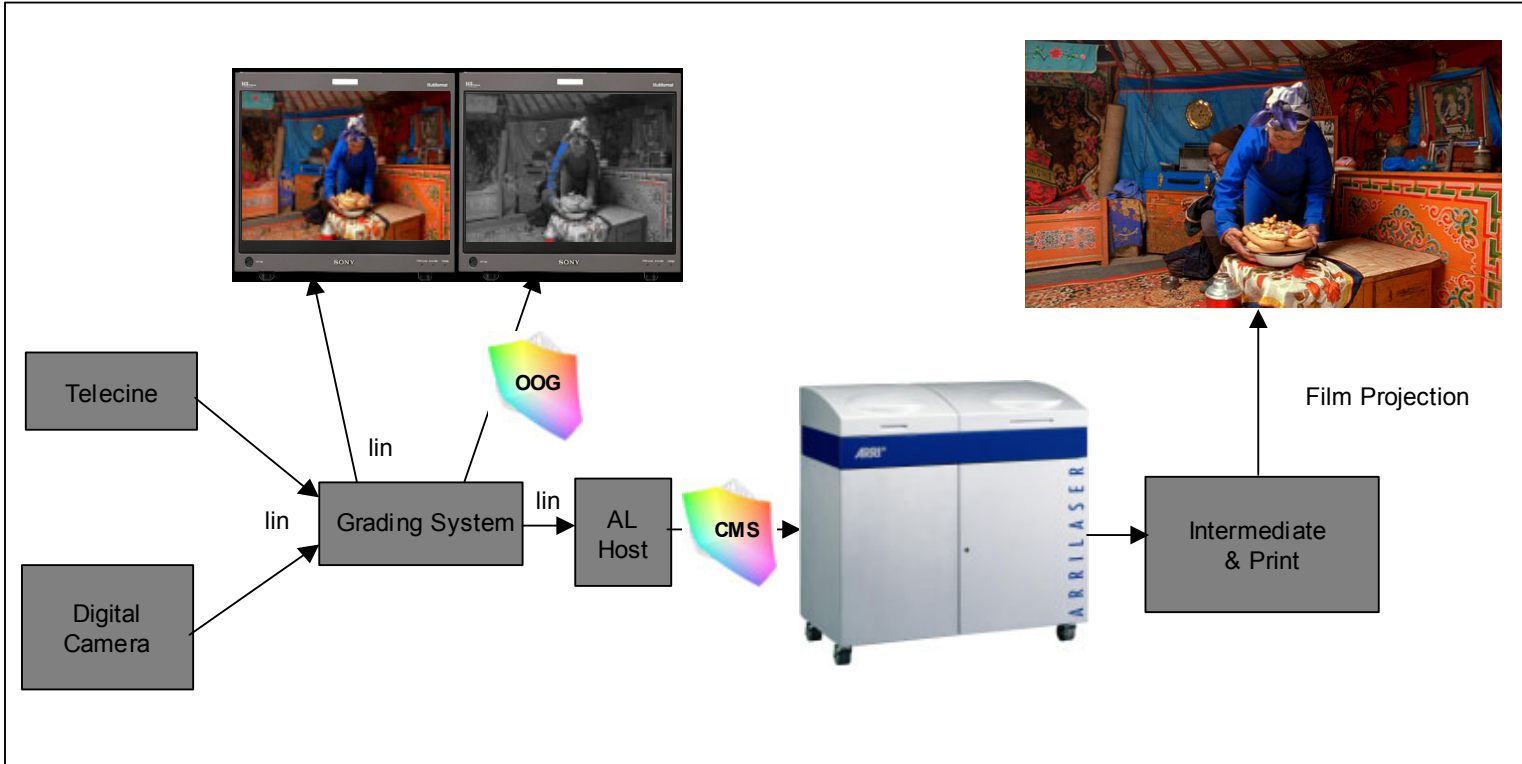 SONY
SONY
Telecine
lin
OOG
Film Projection
lin
Grading System
lin
AL
Host
CMS
ARRI
ARRILASER
Intermediate
& Print
Digital
Camera